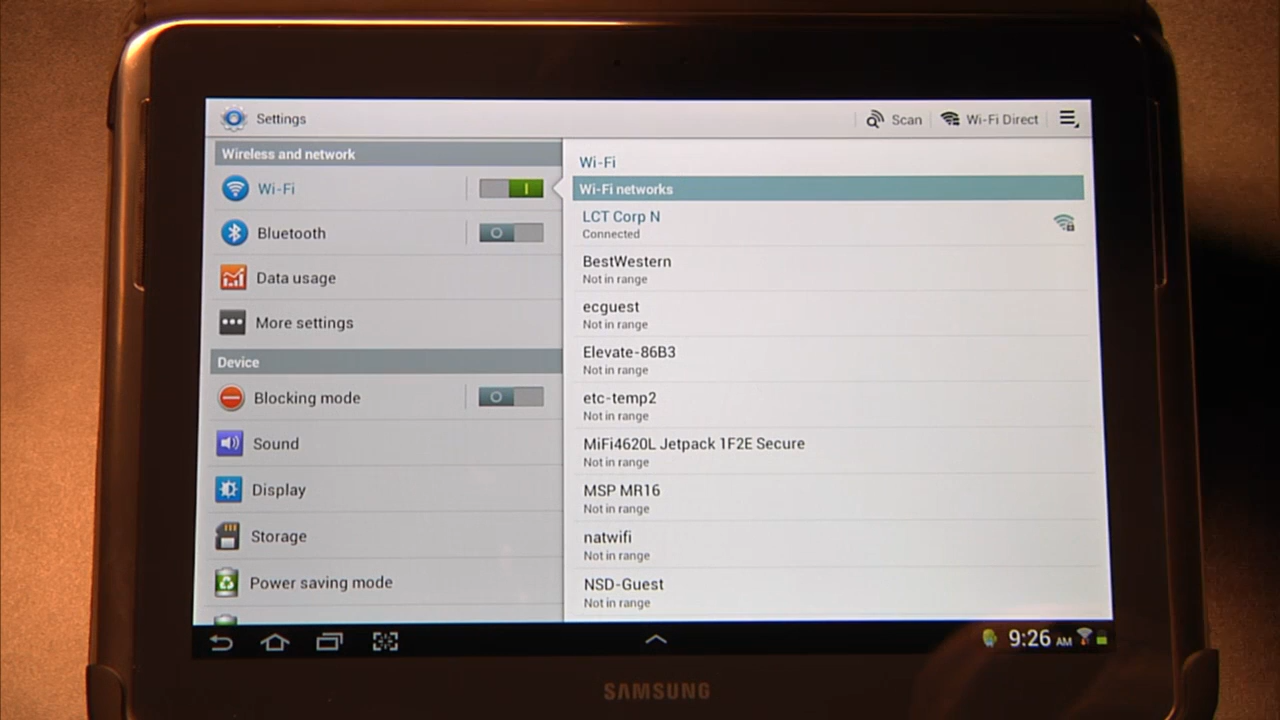 Settings
Scan
Wi-Fi Direct
Wireless and network
Wi-Fi
Bluetooth
Data usage
More settings
Device
Blocking mode
Sound
Display
Storage
Power saving mode
Wi-Fi
Wi-Fi networks
LCT Corp N
Connected
BestWestern
Not in range
ecguest
Not in range
Elevate-86B3
Not in range
etc-temp2
Not in range
MiFi4620L Jetpack 1F2E Secure
Not in range
MSP MR16
Not in range
natwifi
Not in range
NSD-Guest
Not in range
9:26 AM
SAMSUNG